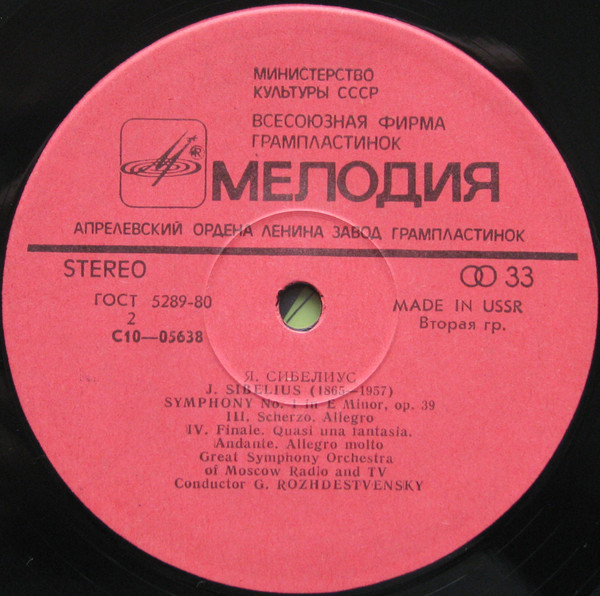 МИНИСТЕРСТВО
КУЛЬТУРЫ СССР
ВСЕСОЮЗНАЯ ФИРМА
ГРАМПЛАСТИНОК
МЕЛОДИЯ
АПРЕЛЕВСКИЙ ОРДЕНА ЛЕНИНА ЗАВОД ГРАМПЛАСТИНОК
STEREO
33
ГОСТ 5289-80
MADE IN USSR
2
Вторая гр.
С10—05638
Я. СИБЕЛИУС
J. SIBELIUS (1865—1957)
SYMPHONY No. 1 in E Minor, op. 39
III. Scherzo. Allegro
IV. Finale. Quasi una fantasia.
Andante. Allegro molto
Great Symphony Orchestra
of Moscow Radio and TV
Conductor G. ROZHDESTVENSKY